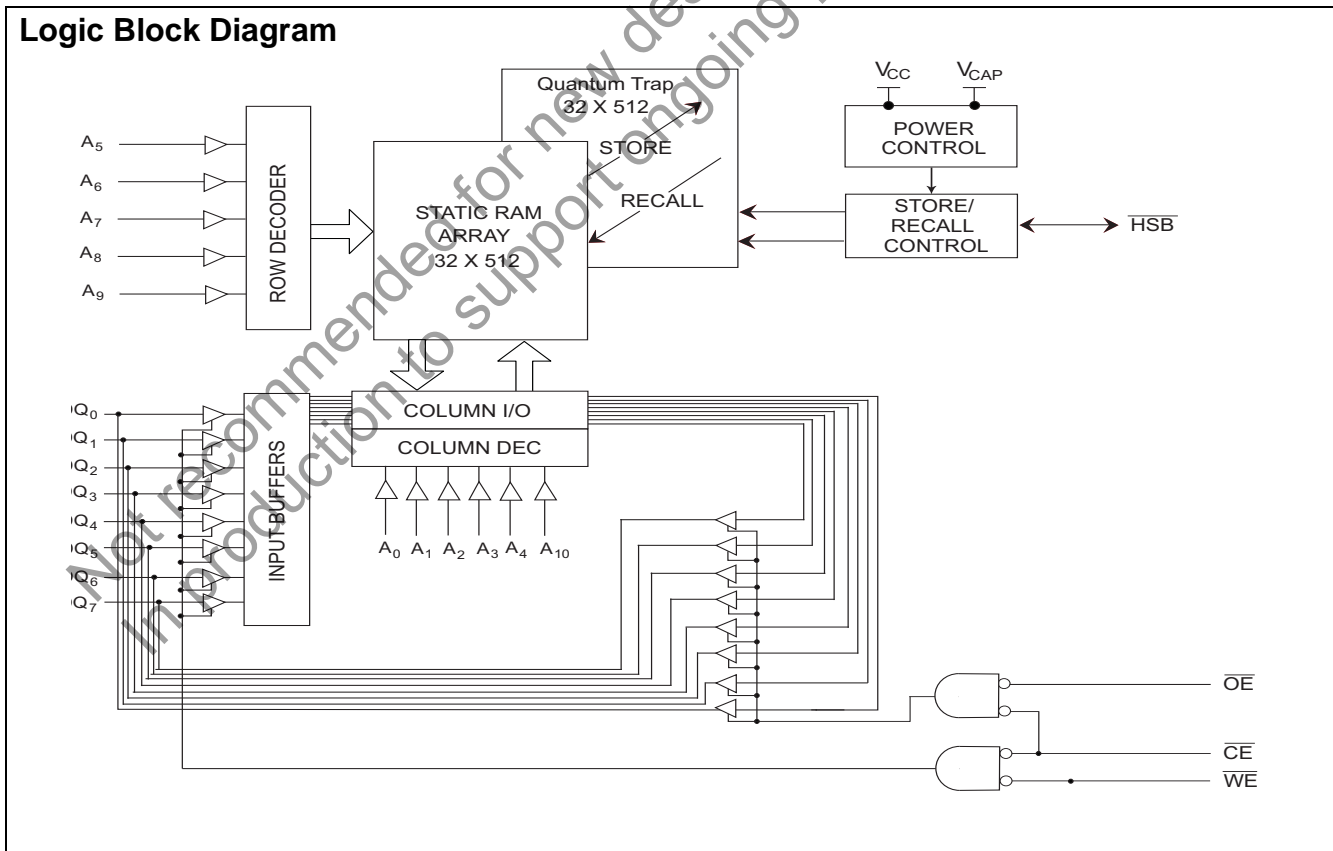 Logic Block Diagram
Quantum Trap
32 X 512
STORE
RECALL
STATIC RAM
ARRAY
32 X 512
ROW DECODER
A5
A6
A7
A8
A9
VCC
VCAP
POWER
CONTROL
STORE/
RECALL
CONTROL
HSB
COLUMN I/O
COLUMN DEC
INPUT BUFFERS
DQ0
DQ1
DQ2
DQ3
DQ4
DQ5
DQ6
DQ7
A0 A1 A2 A3 A4 A10
OE
CE
WE
Not recommended for new des
In production to support ongoing